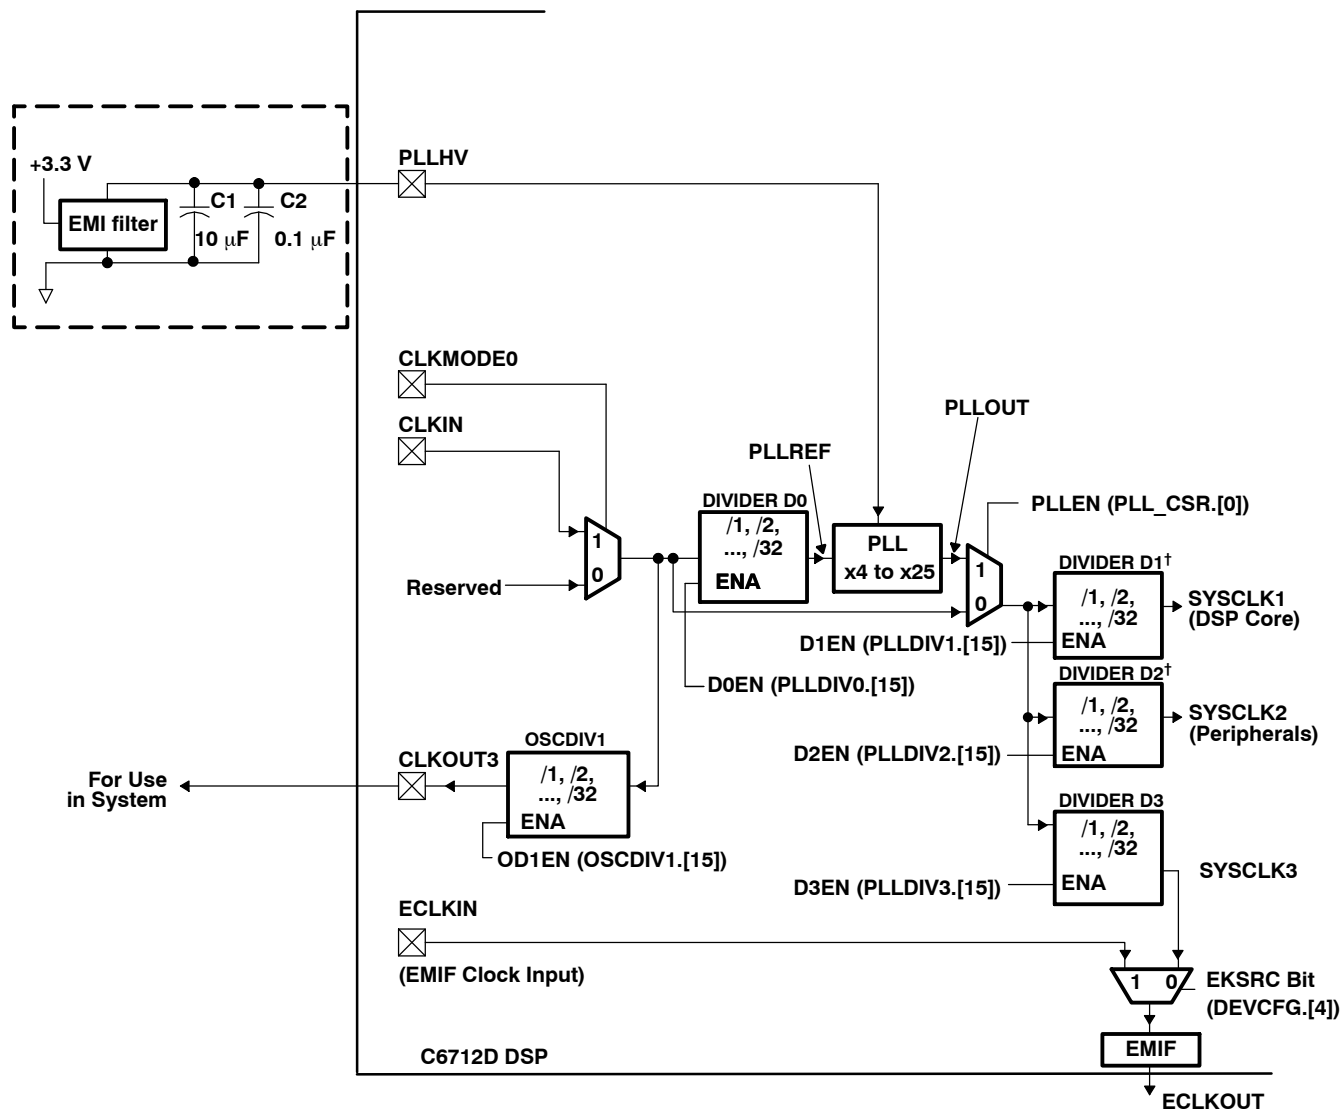 +3.3 V
EMI filter
C1
C2
10 μF
0.1 μF
PLLHV
CLKMODE0
CLKIN
Reserved
1
0
PLLREF
PLLOUT
DIVIDER D0
/1, /2,
..., /32
ENA
PLL
x4 to x25
1
0
PLLEN (PLL_CSR.[0])
DIVIDER D1†
/1, /2,
..., /32
ENA
SYSCLK1
(DSP Core)
D1EN (PLLDIV1.[15])
D0EN (PLLDIV0.[15])
DIVIDER D2†
/1, /2,
..., /32
ENA
SYSCLK2
(Peripherals)
D2EN (PLLDIV2.[15])
For Use
in System
CLKOUT3
OSCDIV1
/1, /2,
..., /32
ENA
OD1EN (OSCDIV1.[15])
DIVIDER D3
/1, /2,
..., /32
ENA
SYSCLK3
D3EN (PLLDIV3.[15])
ECLKIN
(EMIF Clock Input)
1 0
EKSRC Bit
(DEVCFG.[4])
EMIF
C6712D DSP
ECLKOUT